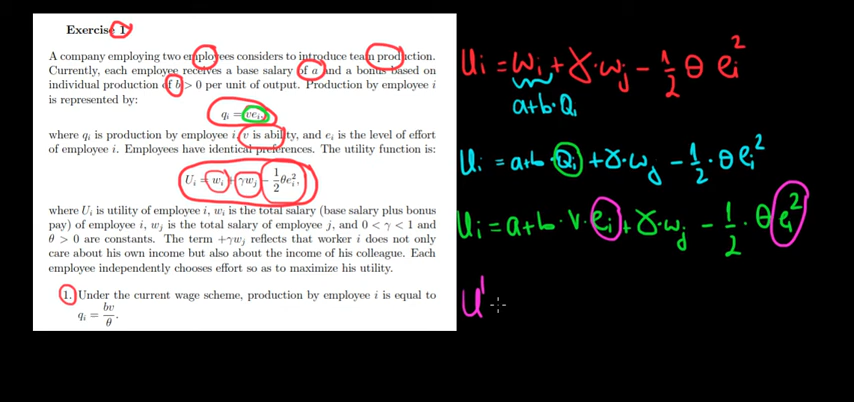 Exercise 1
A company employing two employees considers to introduce team production.
Currently, each employee receives a base salary of a and a bonus based on
individual production of b > 0 per unit of output. Production by employee i
is represented by:
qᵢ = veᵢ,
where qᵢ is production by employee i, v is ability, and eᵢ is the level of effort
of employee i. Employees have identical preferences. The utility function is:
Uᵢ = wᵢ + γwⱼ − 1/2 θeᵢ²,
where Uᵢ is utility of employee i, wᵢ is the total salary (base salary plus bonus
pay) of employee i, wⱼ is the total salary of employee j, and 0 < γ < 1 and
θ > 0 are constants. The term +γwⱼ reflects that worker i does not only
care about his own income but also about the income of his colleague. Each
employee independently chooses effort so as to maximize his utility.
1. Under the current wage scheme, production by employee i is equal to
qᵢ = bv/θ.
Uᵢ = wᵢ + γ·wⱼ − 1/2 θ eᵢ²
a+b·Qᵢ
Uᵢ = a+b·Qᵢ + γ·wⱼ − 1/2·θ eᵢ²
Uᵢ = a+b·v·eᵢ + γ·wⱼ − 1/2·θ eᵢ²
U'